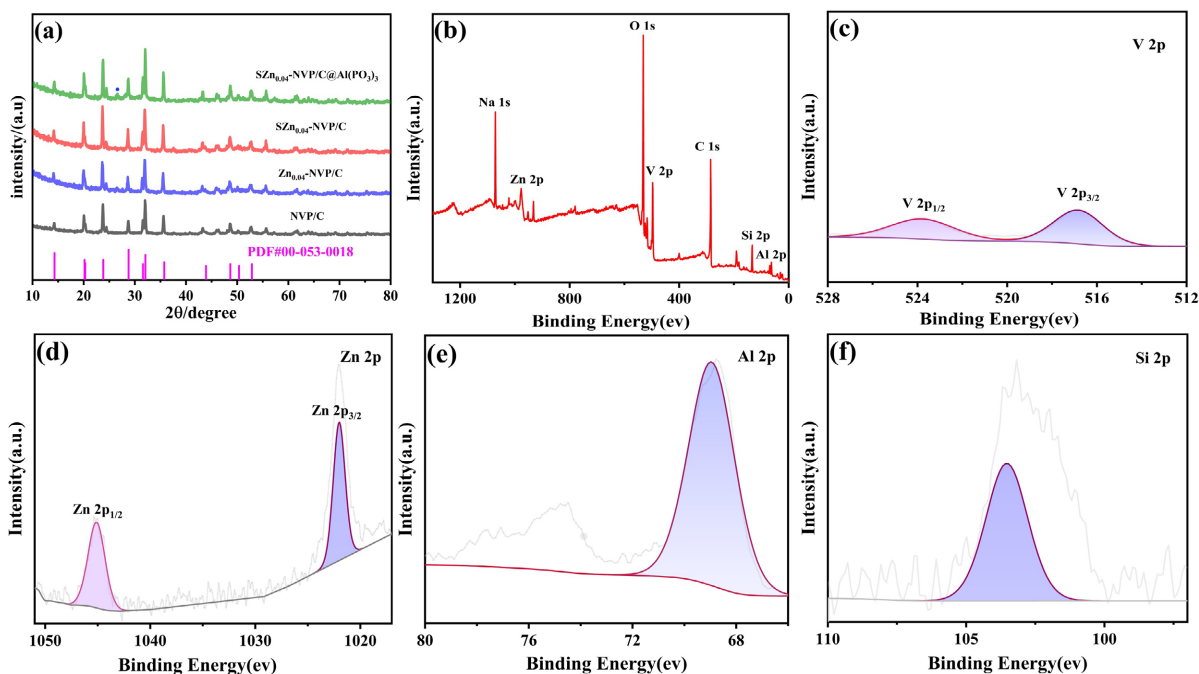 (a)
SZn₀.₀₄-NVP/C@Al(PO₃)₃
SZn₀.₀₄-NVP/C
Zn₀.₀₄-NVP/C
NVP/C
PDF#00-053-0018
intensity/(a.u)
10 20 30 40 50 60 70 80
2θ/degree
(b)
O 1s
Na 1s
Zn 2p
V 2p
C 1s
Si 2p
Al 2p
Intensity(a.u.)
1200 800 400 0
Binding Energy(ev)
(c)
V 2p
V 2p₁/₂
V 2p₃/₂
Intensity(a.u.)
528 524 520 516 512
Binding Energy(ev)
(d)
Zn 2p
Zn 2p₃/₂
Zn 2p₁/₂
Intensity(a.u.)
1050 1040 1030 1020
Binding Energy(ev)
(e)
Al 2p
Intensity(a.u.)
80 72 68
Binding Energy(ev)
(f)
Si 2p
Intensity(a.u.)
110 105 100
Binding Energy(ev)